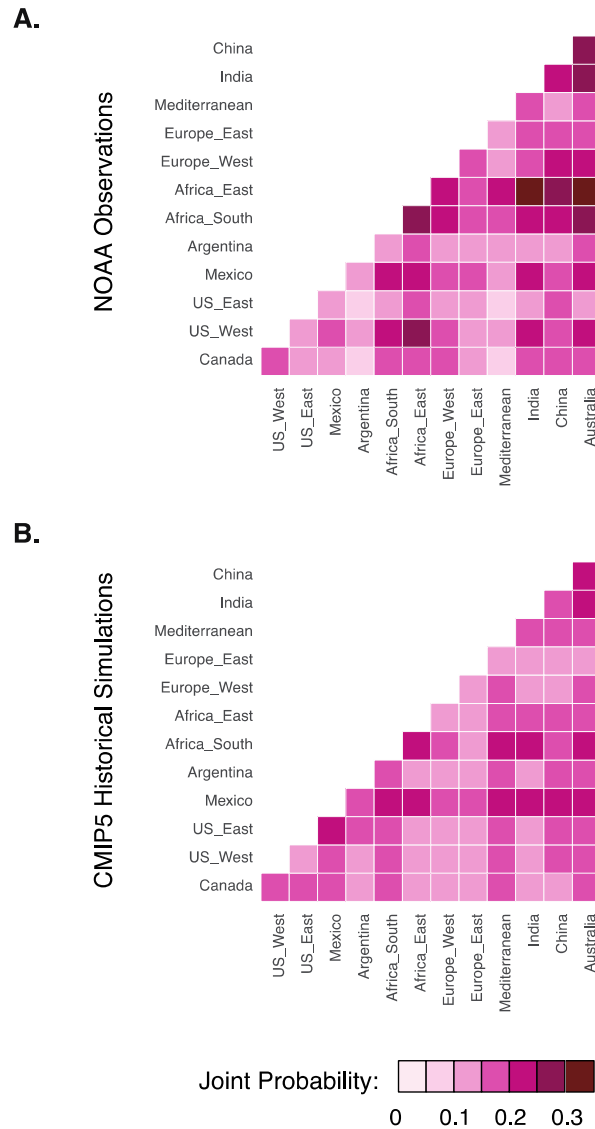 A.
NOAA Observations
China
India
Mediterranean
Europe_East
Europe_West
Africa_East
Africa_South
Argentina
Mexico
US_East
US_West
Canada
US_West
US_East
Mexico
Argentina
Africa_South
Africa_East
Europe_West
Europe_East
Mediterranean
India
China
Australia
B.
CMIP5 Historical Simulations
China
India
Mediterranean
Europe_East
Europe_West
Africa_East
Africa_South
Argentina
Mexico
US_East
US_West
Canada
US_West
US_East
Mexico
Argentina
Africa_South
Africa_East
Europe_West
Europe_East
Mediterranean
India
China
Australia
Joint Probability:
0 0.1 0.2 0.3